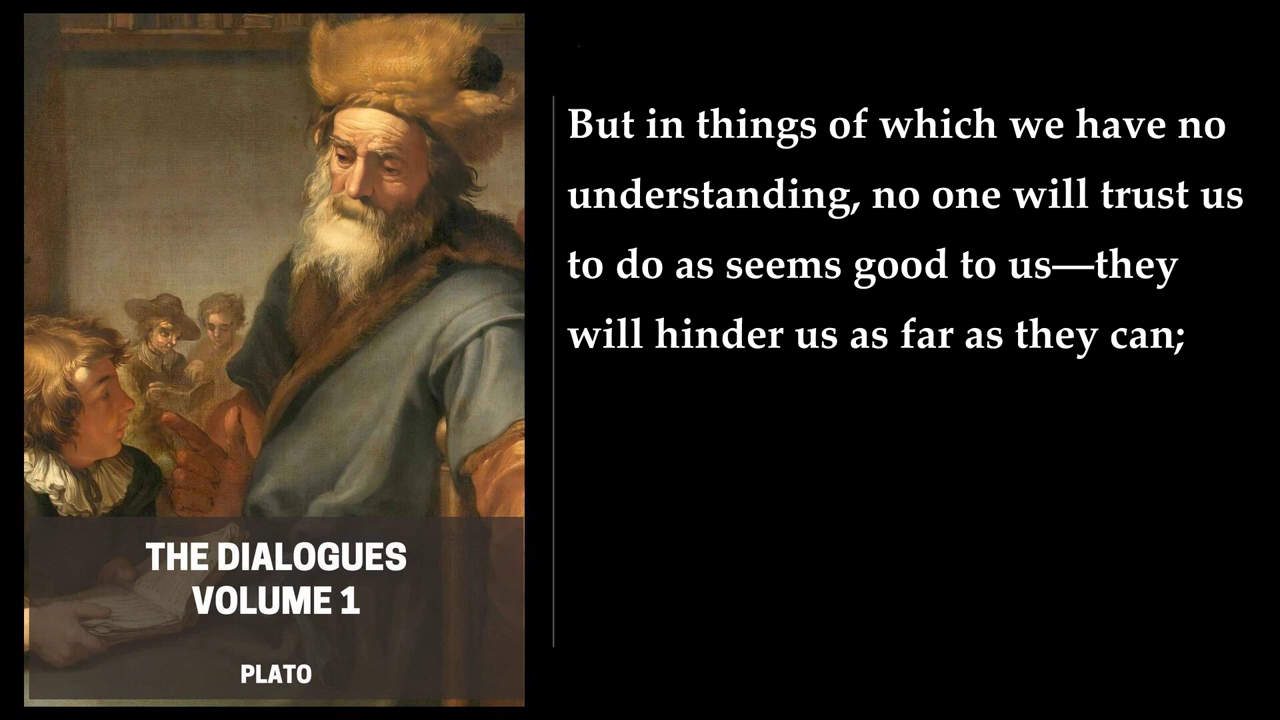 But in things of which we have no
understanding, no one will trust us
to do as seems good to us—they
will hinder us as far as they can;
THE DIALOGUES
VOLUME 1
PLATO